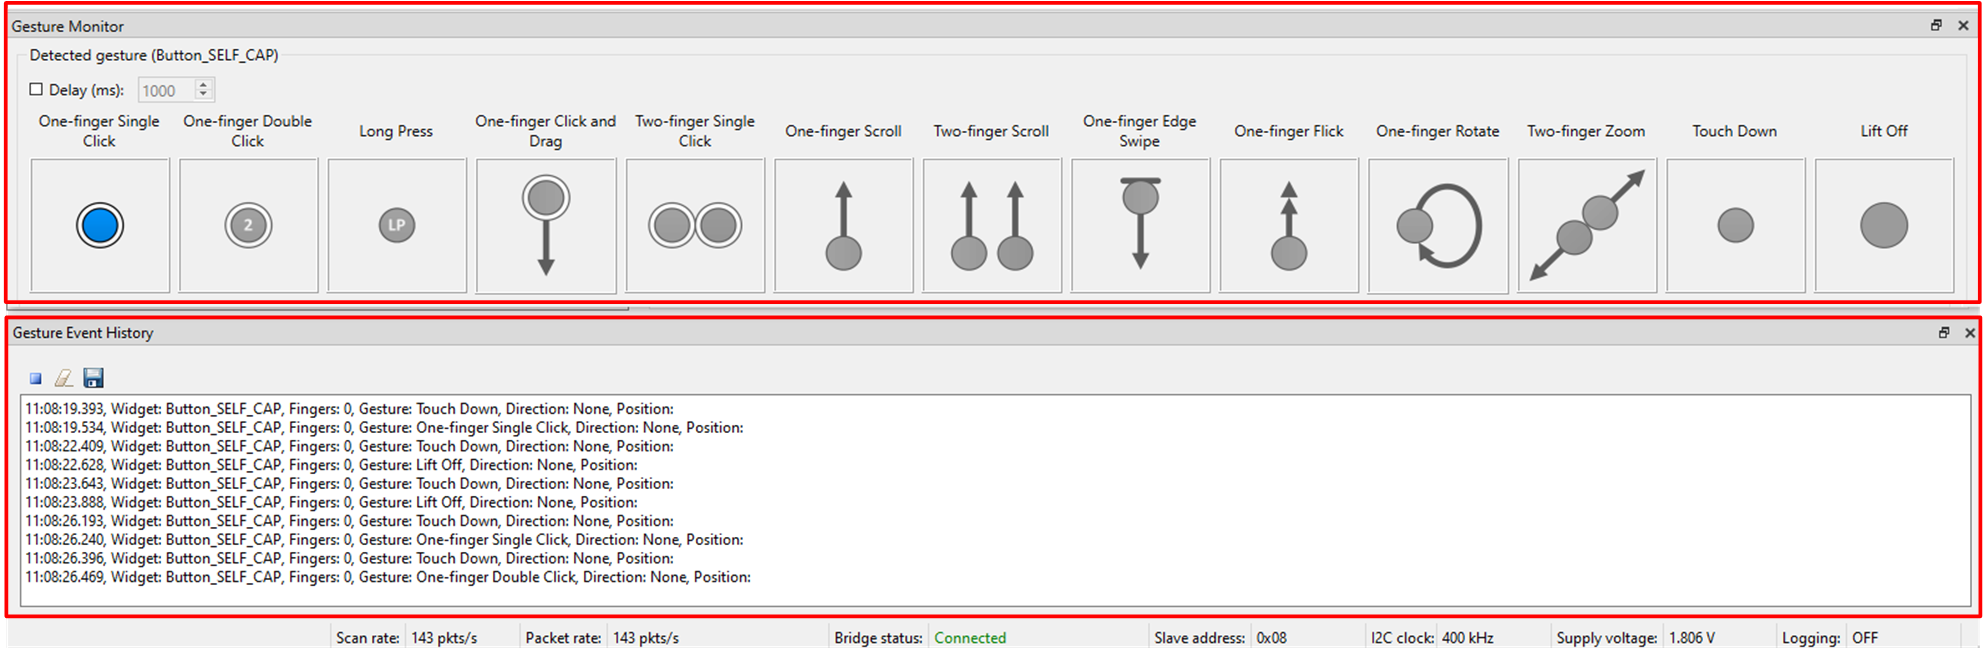 Gesture Monitor
Detected gesture (Button_SELF_CAP)
Delay (ms): 1000
One-finger Single Click
One-finger Double Click
Long Press
One-finger Click and Drag
Two-finger Single Click
One-finger Scroll
Two-finger Scroll
One-finger Edge Swipe
One-finger Flick
One-finger Rotate
Two-finger Zoom
Touch Down
Lift Off
2
LP
Gesture Event History
11:08:19.393, Widget: Button_SELF_CAP, Fingers: 0, Gesture: Touch Down, Direction: None, Position:
11:08:19.534, Widget: Button_SELF_CAP, Fingers: 0, Gesture: One-finger Single Click, Direction: None, Position:
11:08:22.409, Widget: Button_SELF_CAP, Fingers: 0, Gesture: Touch Down, Direction: None, Position:
11:08:22.628, Widget: Button_SELF_CAP, Fingers: 0, Gesture: Lift Off, Direction: None, Position:
11:08:23.643, Widget: Button_SELF_CAP, Fingers: 0, Gesture: Touch Down, Direction: None, Position:
11:08:23.888, Widget: Button_SELF_CAP, Fingers: 0, Gesture: Lift Off, Direction: None, Position:
11:08:26.193, Widget: Button_SELF_CAP, Fingers: 0, Gesture: Touch Down, Direction: None, Position:
11:08:26.240, Widget: Button_SELF_CAP, Fingers: 0, Gesture: One-finger Single Click, Direction: None, Position:
11:08:26.396, Widget: Button_SELF_CAP, Fingers: 0, Gesture: Touch Down, Direction: None, Position:
11:08:26.469, Widget: Button_SELF_CAP, Fingers: 0, Gesture: One-finger Double Click, Direction: None, Position:
Scan rate: 143 pkts/s Packet rate: 143 pkts/s Bridge status: Connected Slave address: 0x08 I2C clock: 400 kHz Supply voltage: 1.806 V Logging: OFF